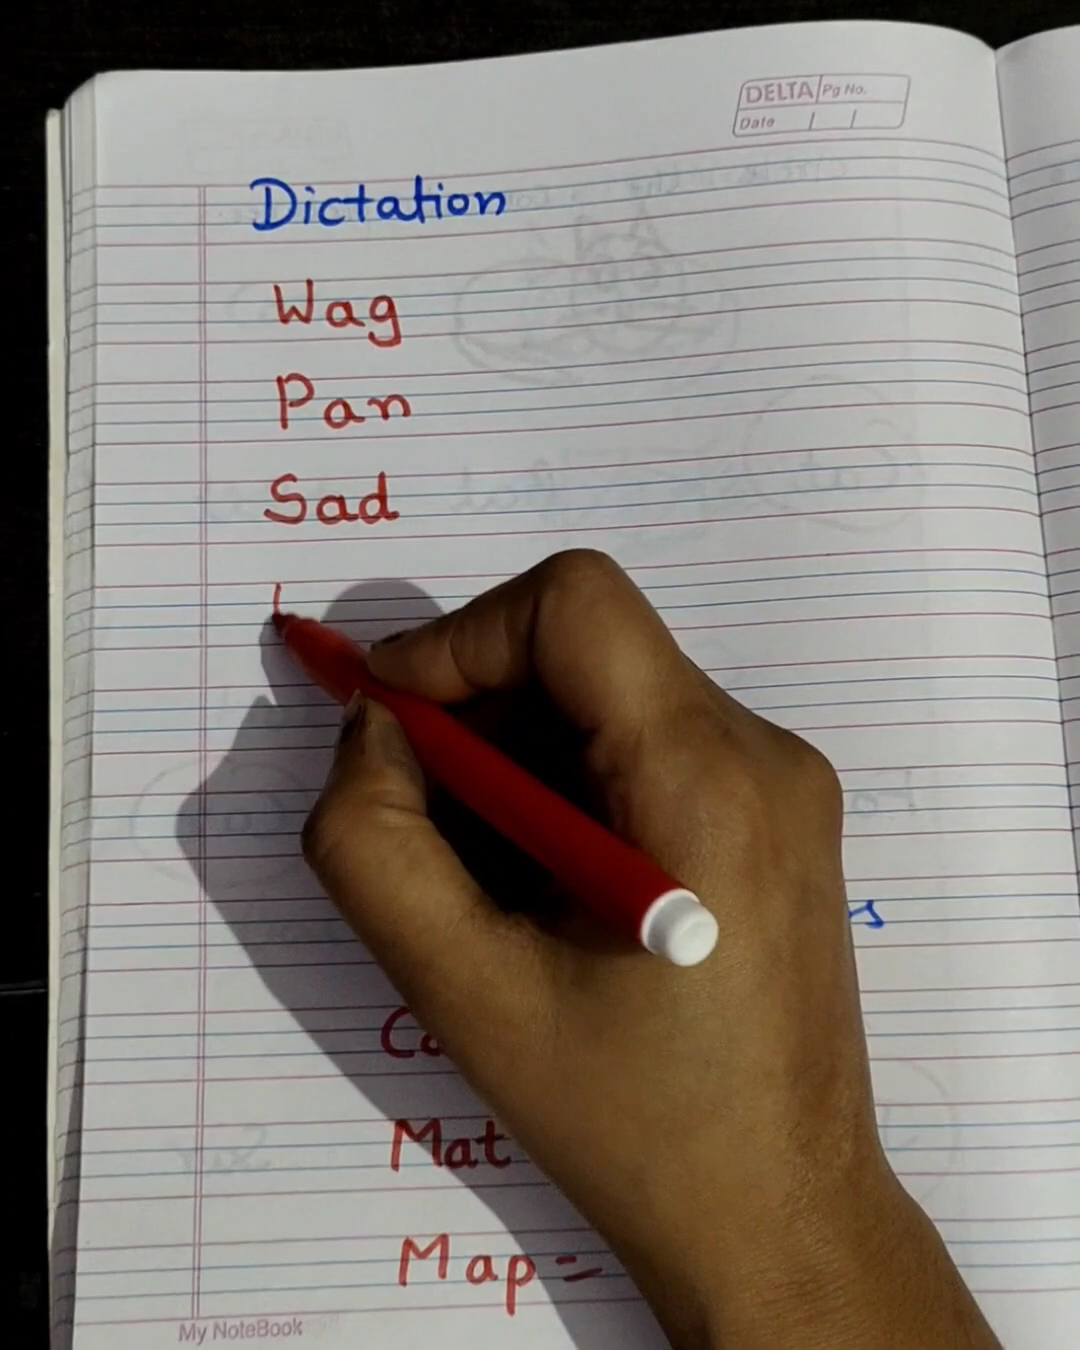 DELTA Pg No.
Date
Dictation
Wag
Pan
Sad
Mat
Map =
My NoteBook